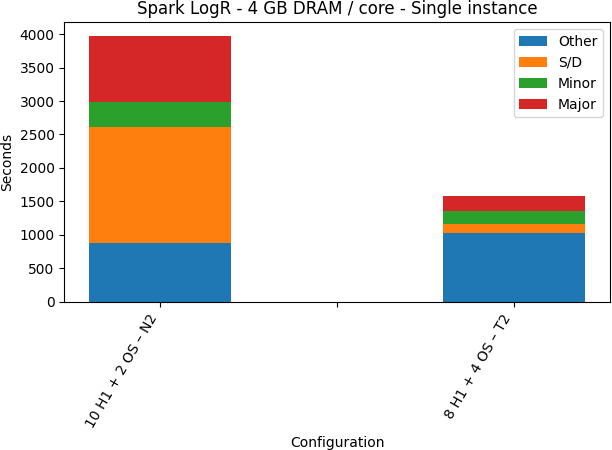 Spark LogR - 4 GB DRAM / core - Single instance
Other
S/D
Minor
Major
Seconds
4000
3500
3000
2500
2000
1500
1000
500
0
10 H1 + 2 OS – N2
8 H1 + 4 OS – T2
Configuration